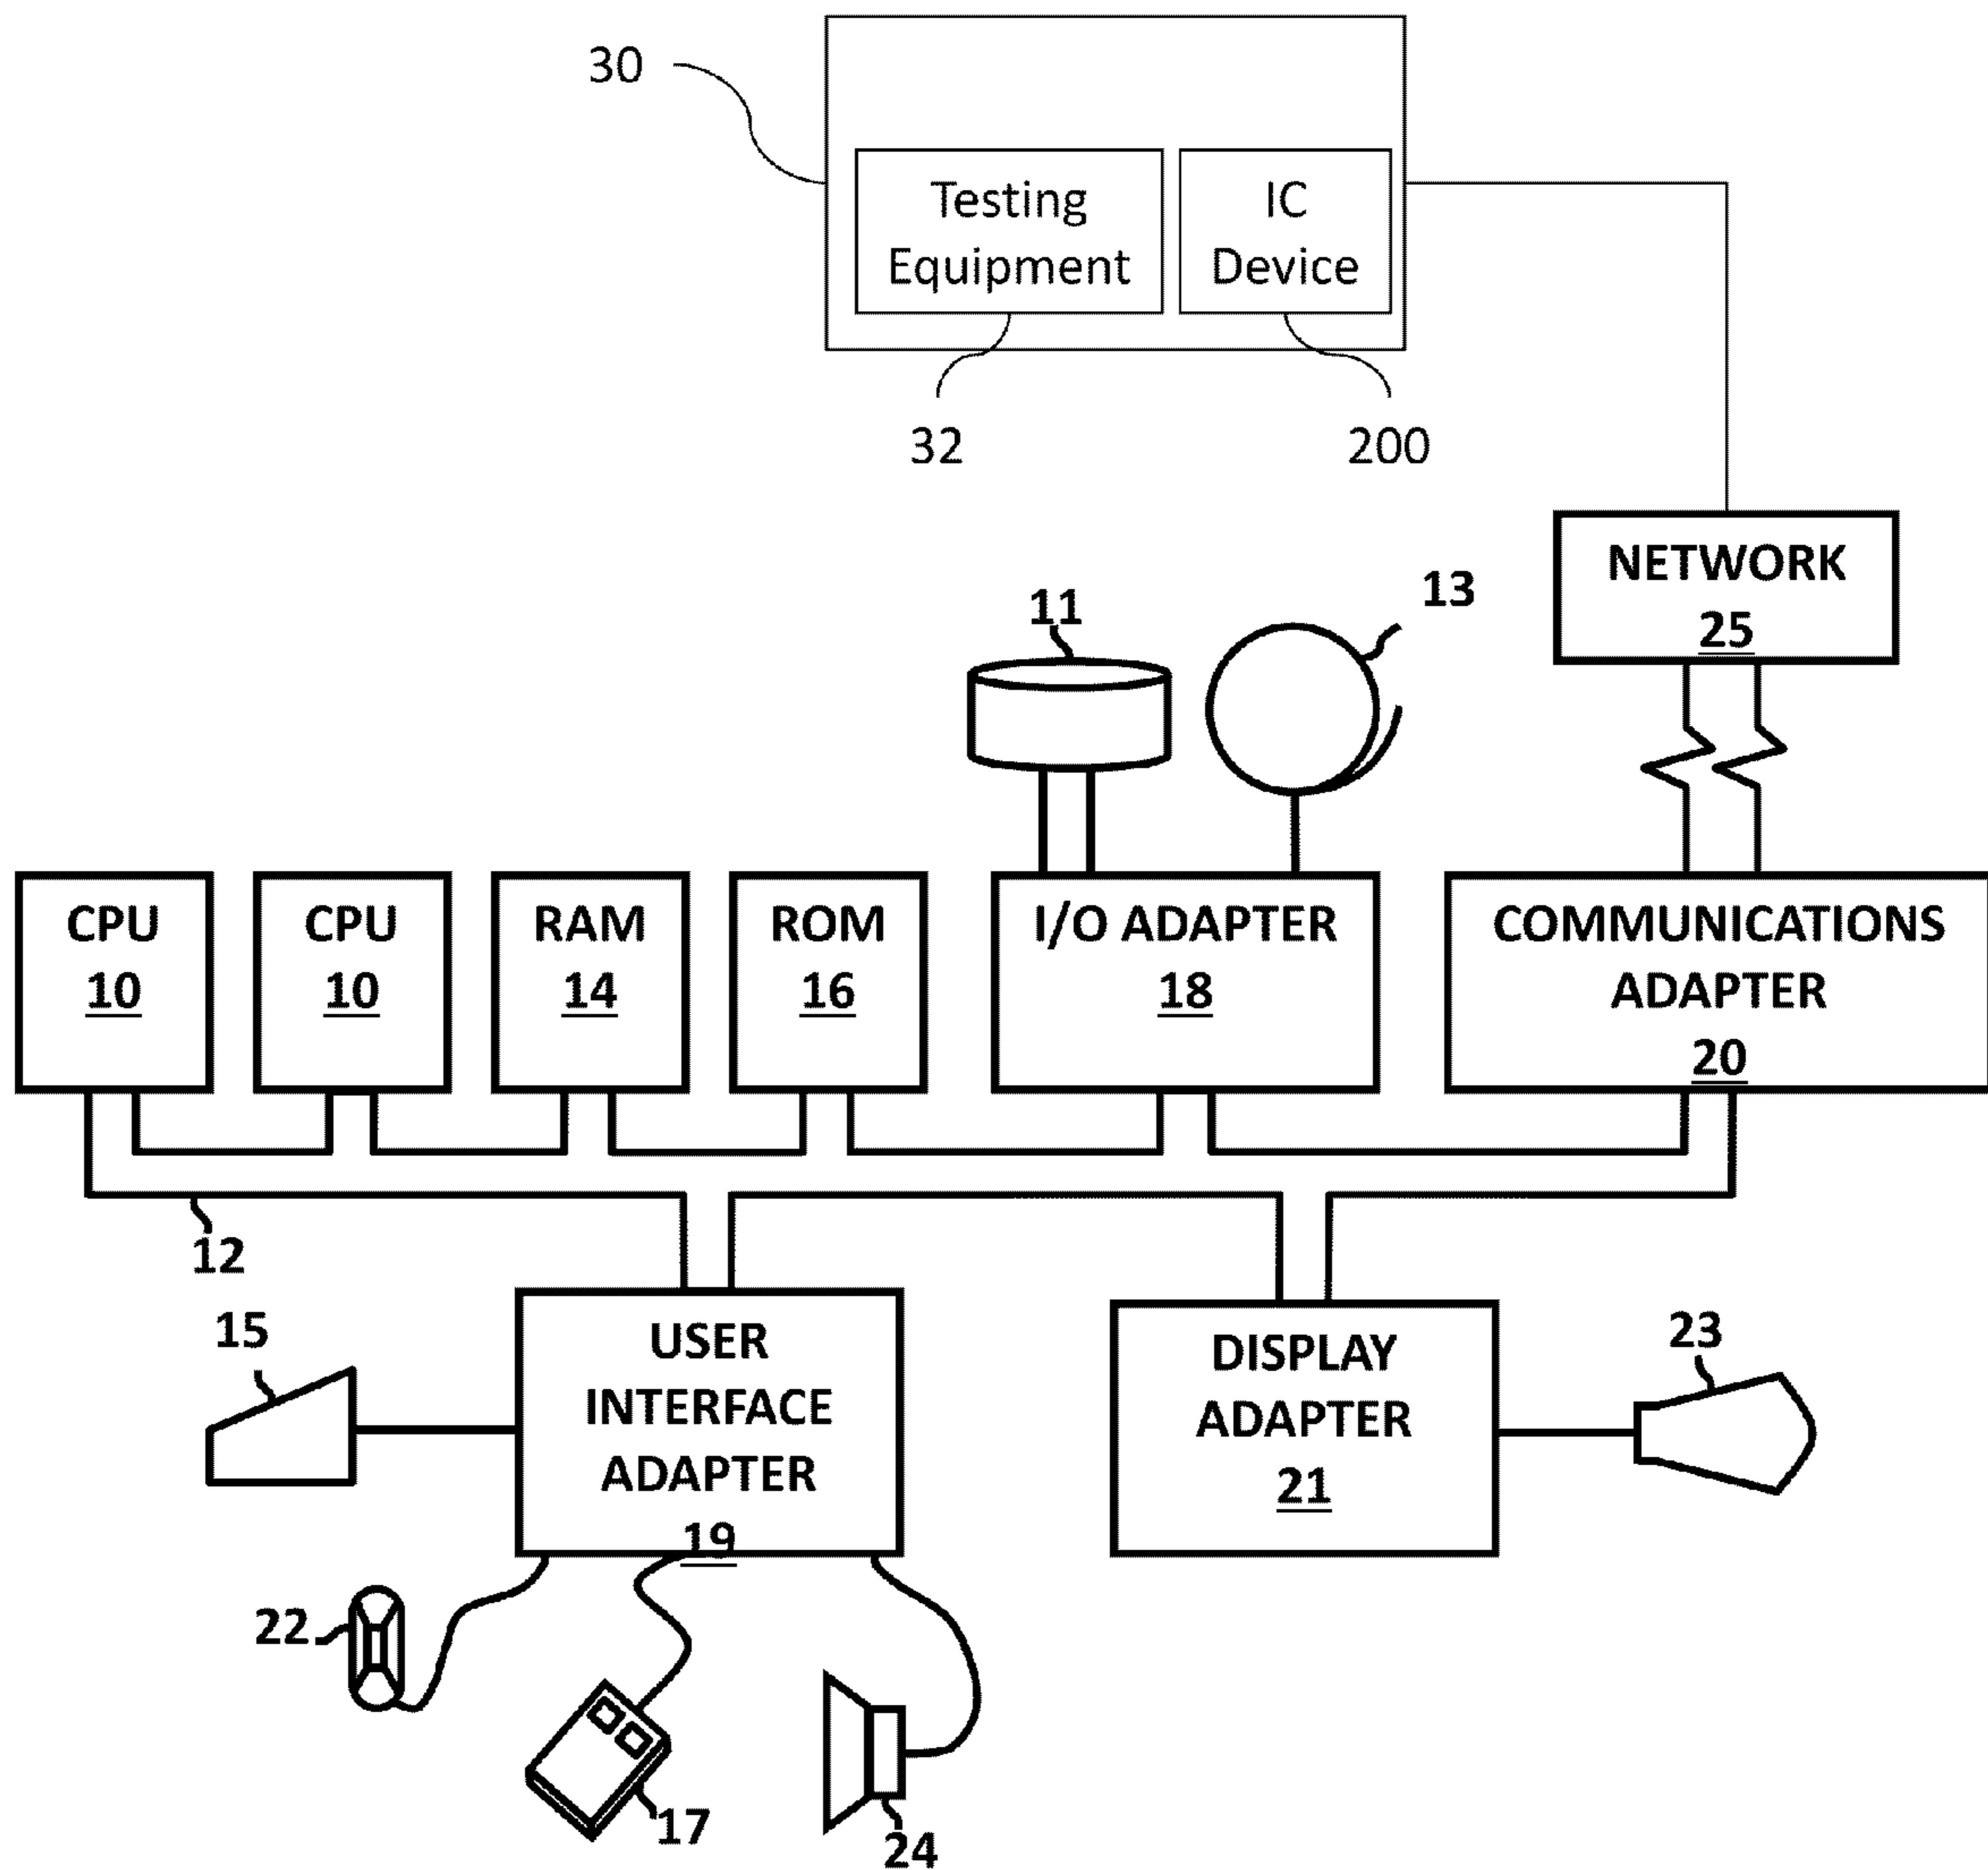 30
Testing
Equipment
IC
Device
32
200
NETWORK
25
11
13
CPU
10
CPU
10
RAM
14
ROM
16
I/O ADAPTER
18
COMMUNICATIONS
ADAPTER
20
12
15
USER
INTERFACE
ADAPTER
19
DISPLAY
ADAPTER
21
23
22
17
24